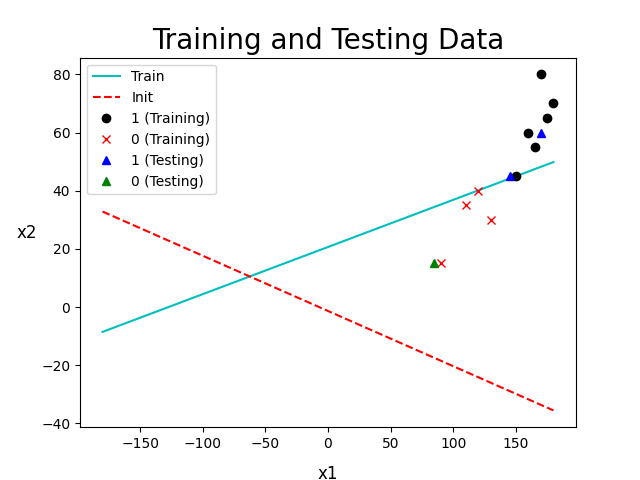 Training and Testing Data
Train
Init
1 (Training)
0 (Training)
1 (Testing)
0 (Testing)
80
60
40
20
0
−20
−40
x2
−150
−100
−50
0
50
100
150
x1